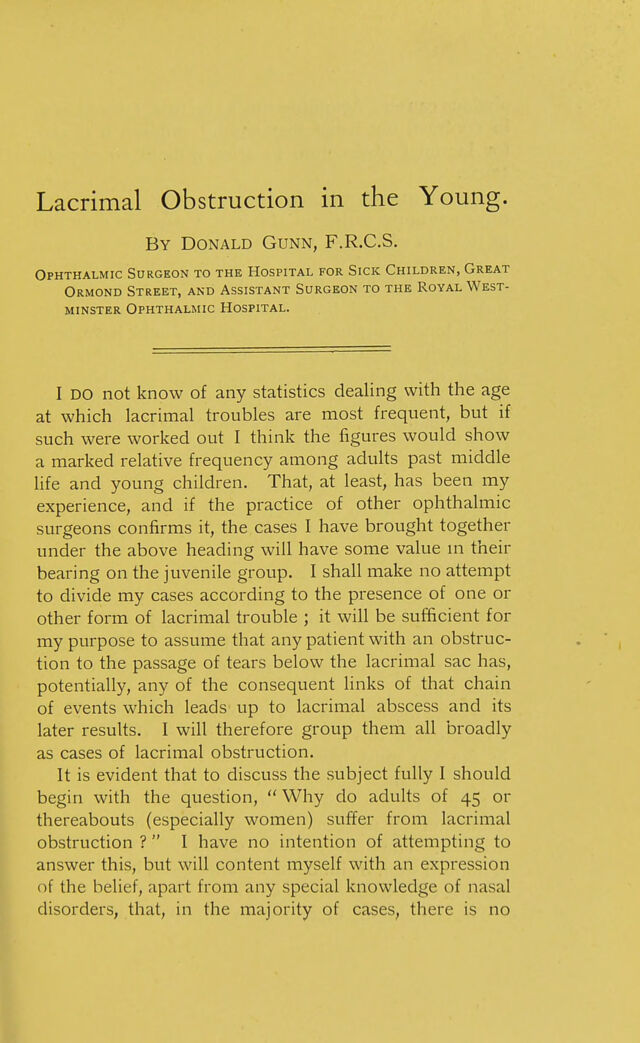 Lacrimal Obstruction in the Young.
By Donald Gunn, F.R.C.S.
Ophthalmic Surgeon to the Hospital for Sick Children, Great
Ormond Street, and Assistant Surgeon to the Royal West-
minster Ophthalmic Hospital.
I DO not know of any statistics dealing with the age
at which lacrimal troubles are most frequent, but if
such were worked out I think the figures would show
a marked relative frequency among adults past middle
life and young children. That, at least, has been my
experience, and if the practice of other ophthalmic
surgeons confirms it, the cases I have brought together
under the above heading will have some value in their
bearing on the juvenile group. I shall make no attempt
to divide my cases according to the presence of one or
other form of lacrimal trouble ; it will be sufficient for
my purpose to assume that any patient with an obstruc-
tion to the passage of tears below the lacrimal sac has,
potentially, any of the consequent links of that chain
of events which leads up to lacrimal abscess and its
later results. I will therefore group them all broadly
as cases of lacrimal obstruction.
It is evident that to discuss the subject fully I should
begin with the question, “ Why do adults of 45 or
thereabouts (especially women) suffer from lacrimal
obstruction ? ” I have no intention of attempting to
answer this, but will content myself with an expression
of the belief, apart from any special knowledge of nasal
disorders, that, in the majority of cases, there is no